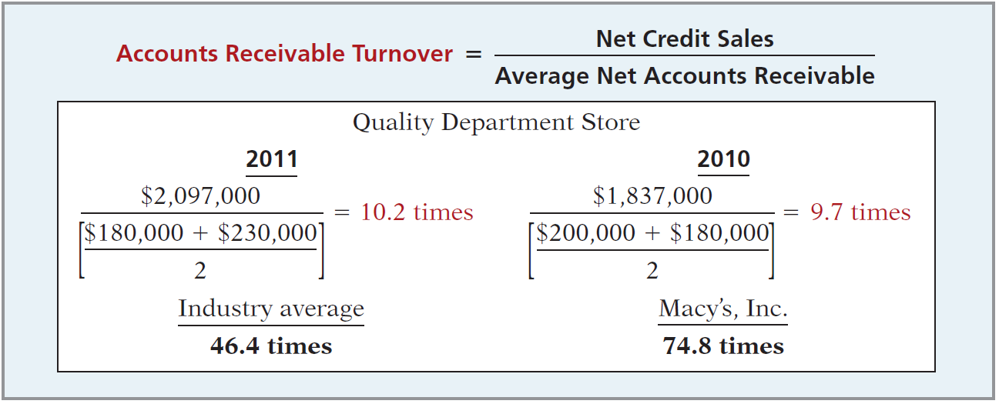 Accounts Receivable Turnover = Net Credit Sales
Average Net Accounts Receivable
Quality Department Store
2011
$2,097,000
[$180,000 + $230,000]
2
= 10.2 times
2010
$1,837,000
[$200,000 + $180,000]
2
= 9.7 times
Industry average
46.4 times
Macy's, Inc.
74.8 times